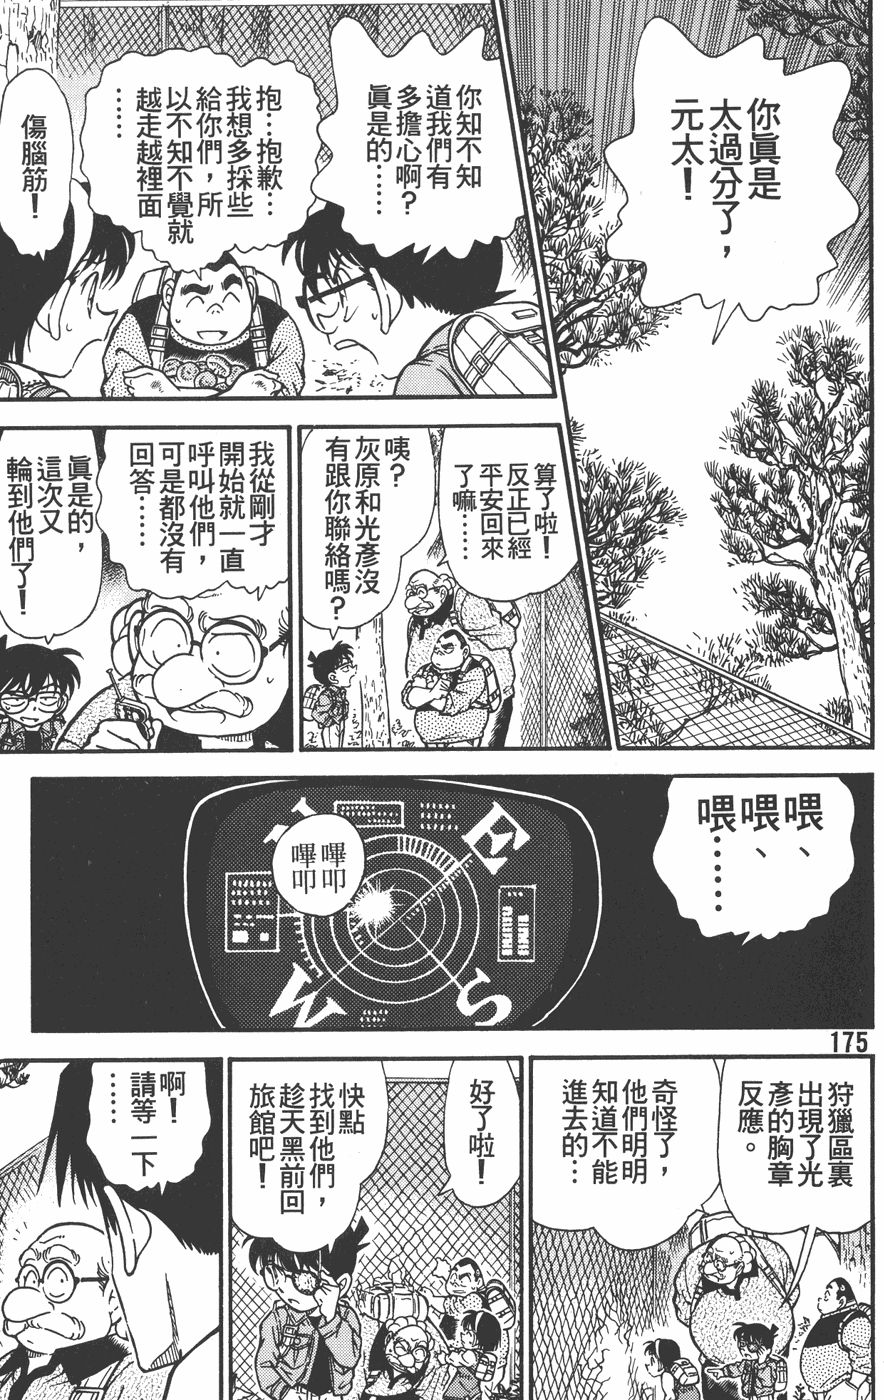 你眞是
太過分了，
元太！
你知不知
道我們有
多擔心啊？
眞是的……
抱…抱歉…
我想多採些
給你們，所
以不知不覺就
越走越裡面
……
傷腦筋！
算了啦！
反正已經
平安回來
了嘛……
咦？
灰原和光彥沒
有跟你聯絡嗎？
我從剛才
開始就一直
呼叫他們，
可是都沒有
回答……
眞是的，
這次又
輪到他們了！
喂、
喂、
喂……
嗶叩
嗶叩
N
E
W
S
175
狩獵區裏
出現了光
彥的胸章
反應。
奇怪了，
他們明明
知道不能
進去的…
好了啦！
快點
找到他們，
趁天黑前回
旅館吧！
啊！
請等一下
……